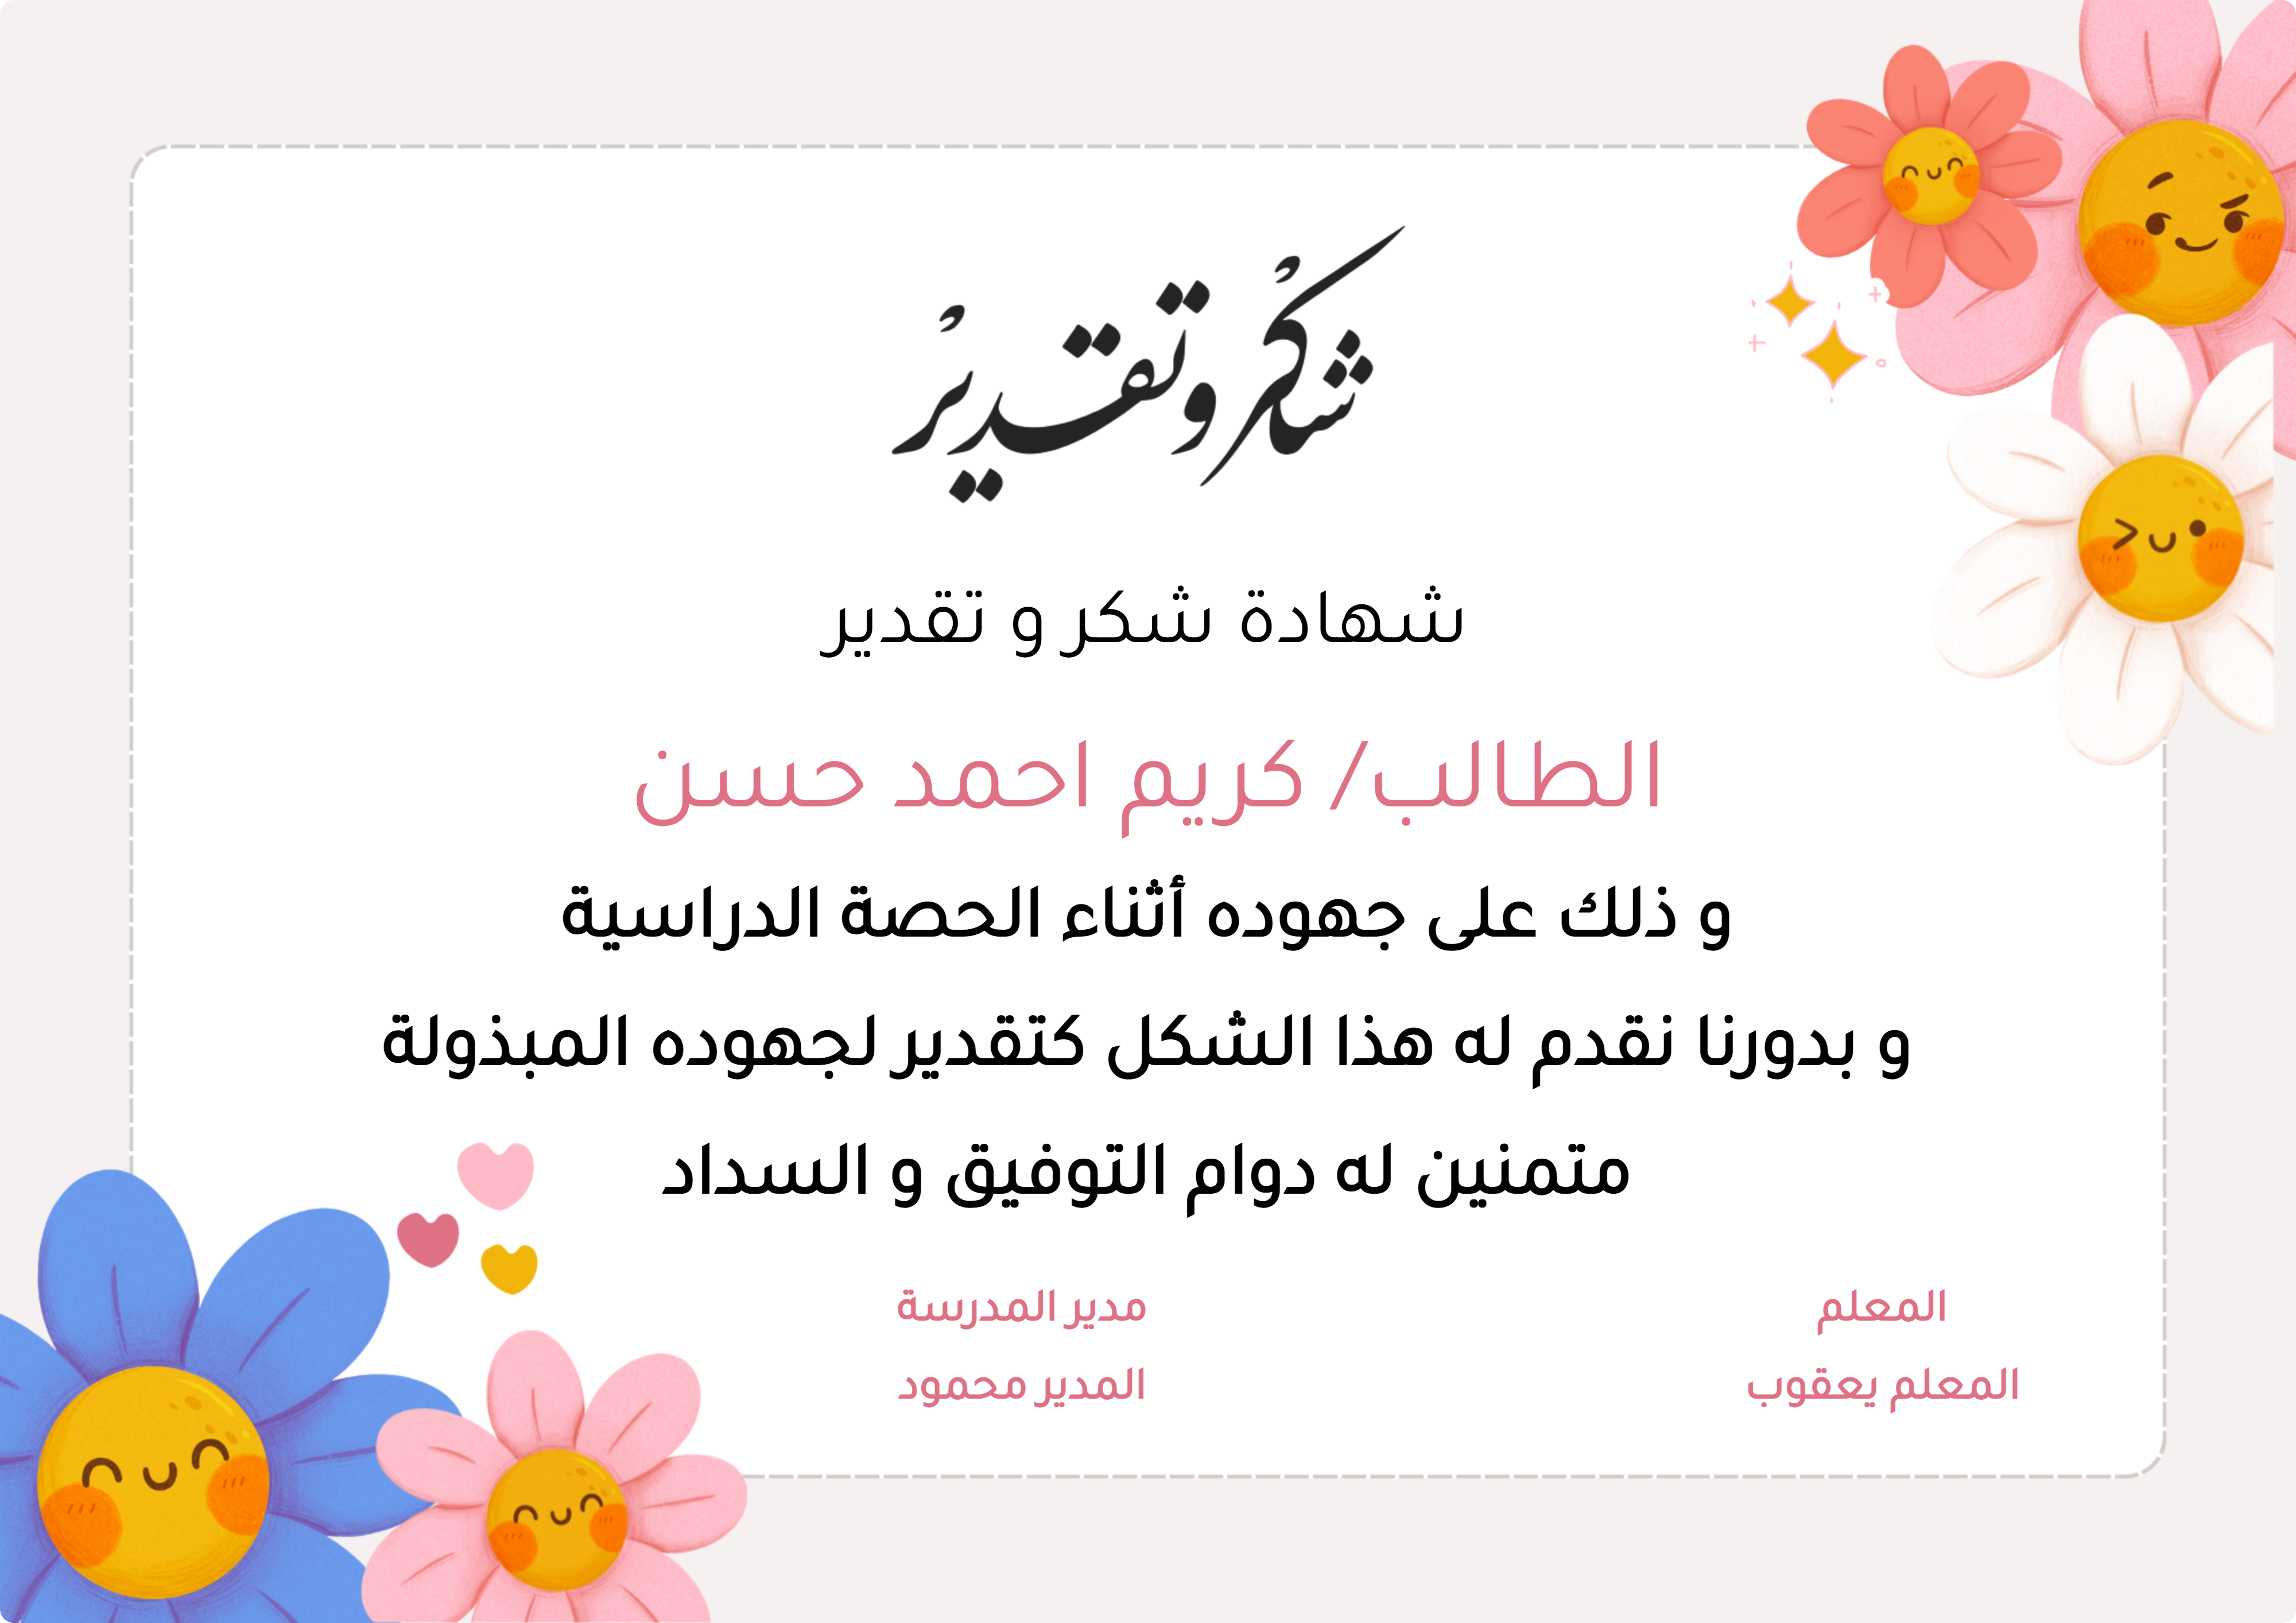 شكر وتقدير
شهادة شكر و تقدير
الطالب/ كريم احمد حسن
و ذلك على جهوده أثناء الحصة الدراسية
و بدورنا نقدم له هذا الشكل كتقدير لجهوده المبذولة
متمنين له دوام التوفيق و السداد
المعلم
المعلم يعقوب
مدير المدرسة
المدير محمود